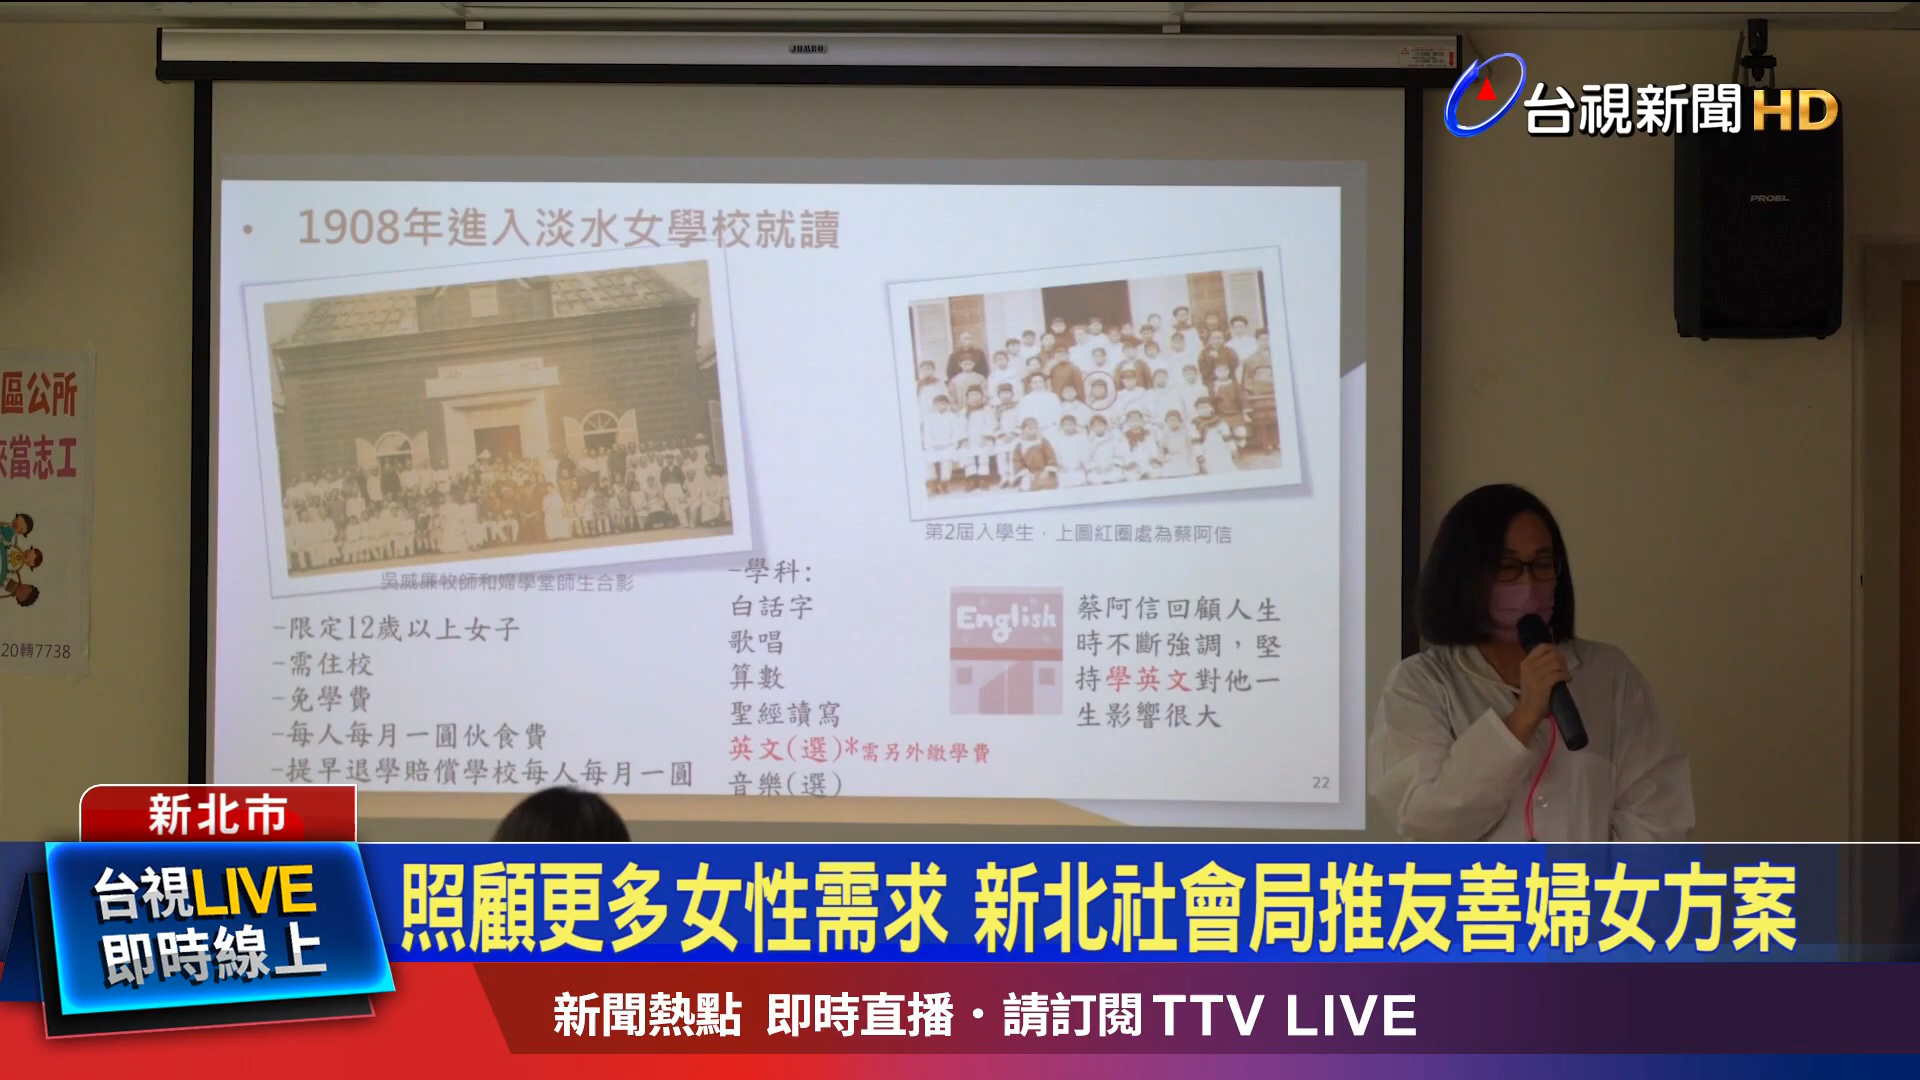 JUMBO
台視新聞HD
PROEL
• 1908年進入淡水女學校就讀
吳威廉牧師和婦學堂師生合影
第2屆入學生，上圖紅圈處為蔡阿信
-限定12歲以上女子
-需住校
-免學費
-每人每月一圓伙食費
-提早退學賠償學校每人每月一圓
-學科:
白話字
歌唱
算數
聖經讀寫
英文(選)*需另外繳學費
音樂(選)
English
蔡阿信回顧人生
時不斷強調，堅
持學英文對他一
生影響很大
22
區公所
來當志工
20轉7738
新北市
台視LIVE
即時線上
照顧更多女性需求 新北社會局推友善婦女方案
新聞熱點 即時直播·請訂閱TTV LIVE